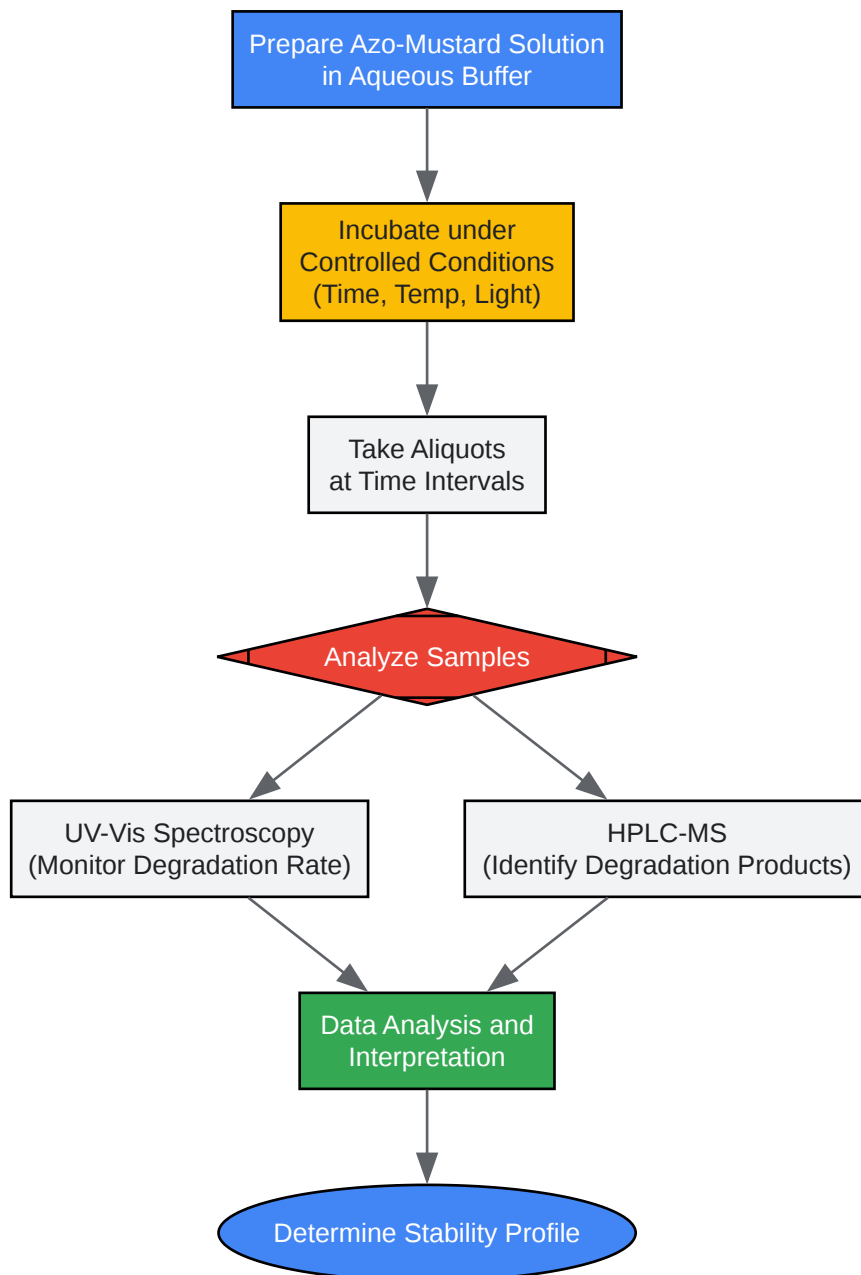 Prepare Azo-Mustard Solution
in Aqueous Buffer
Incubate under
Controlled Conditions
(Time, Temp, Light)
Take Aliquots
at Time Intervals
Analyze Samples
UV-Vis Spectroscopy
(Monitor Degradation Rate)
HPLC-MS
(Identify Degradation Products)
Data Analysis and
Interpretation
Determine Stability Profile